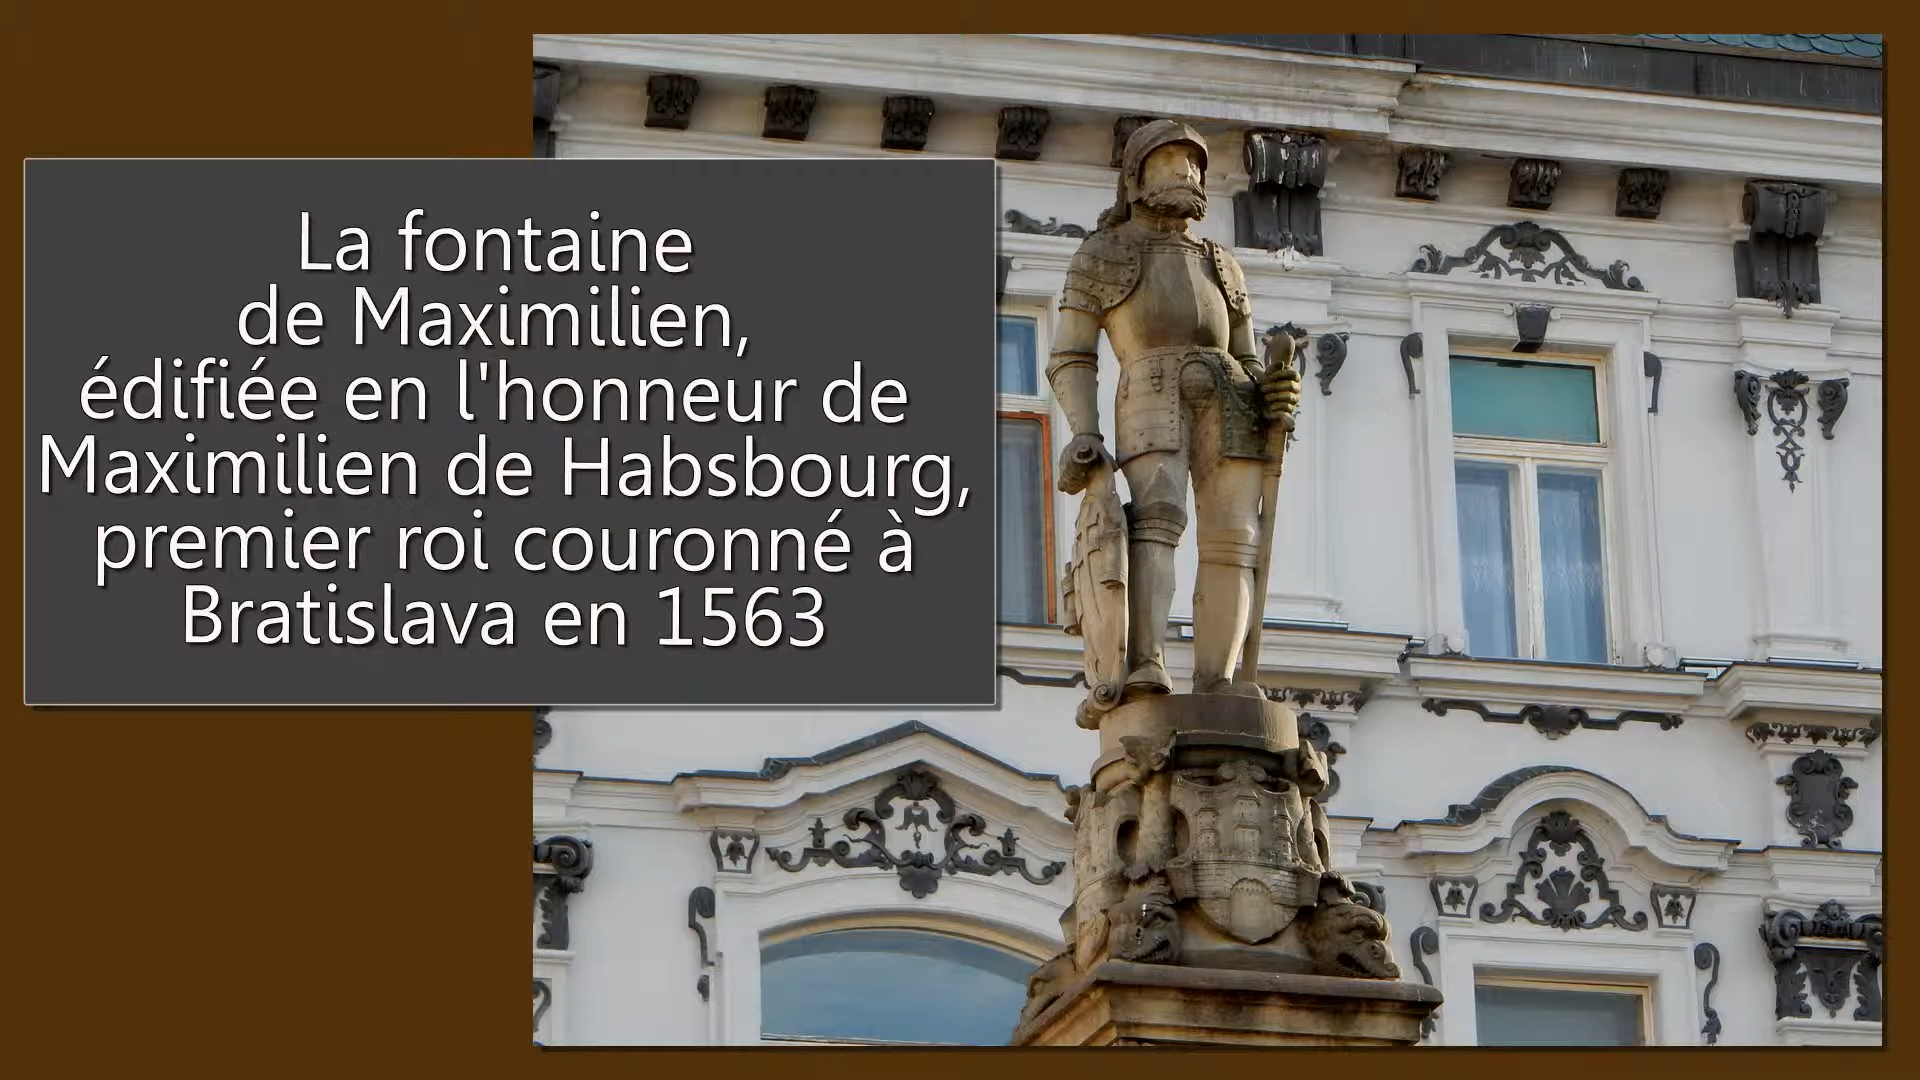 La fontaine
de Maximilien,
édifiée en l'honneur de
Maximilien de Habsbourg,
premier roi couronné à
Bratislava en 1563